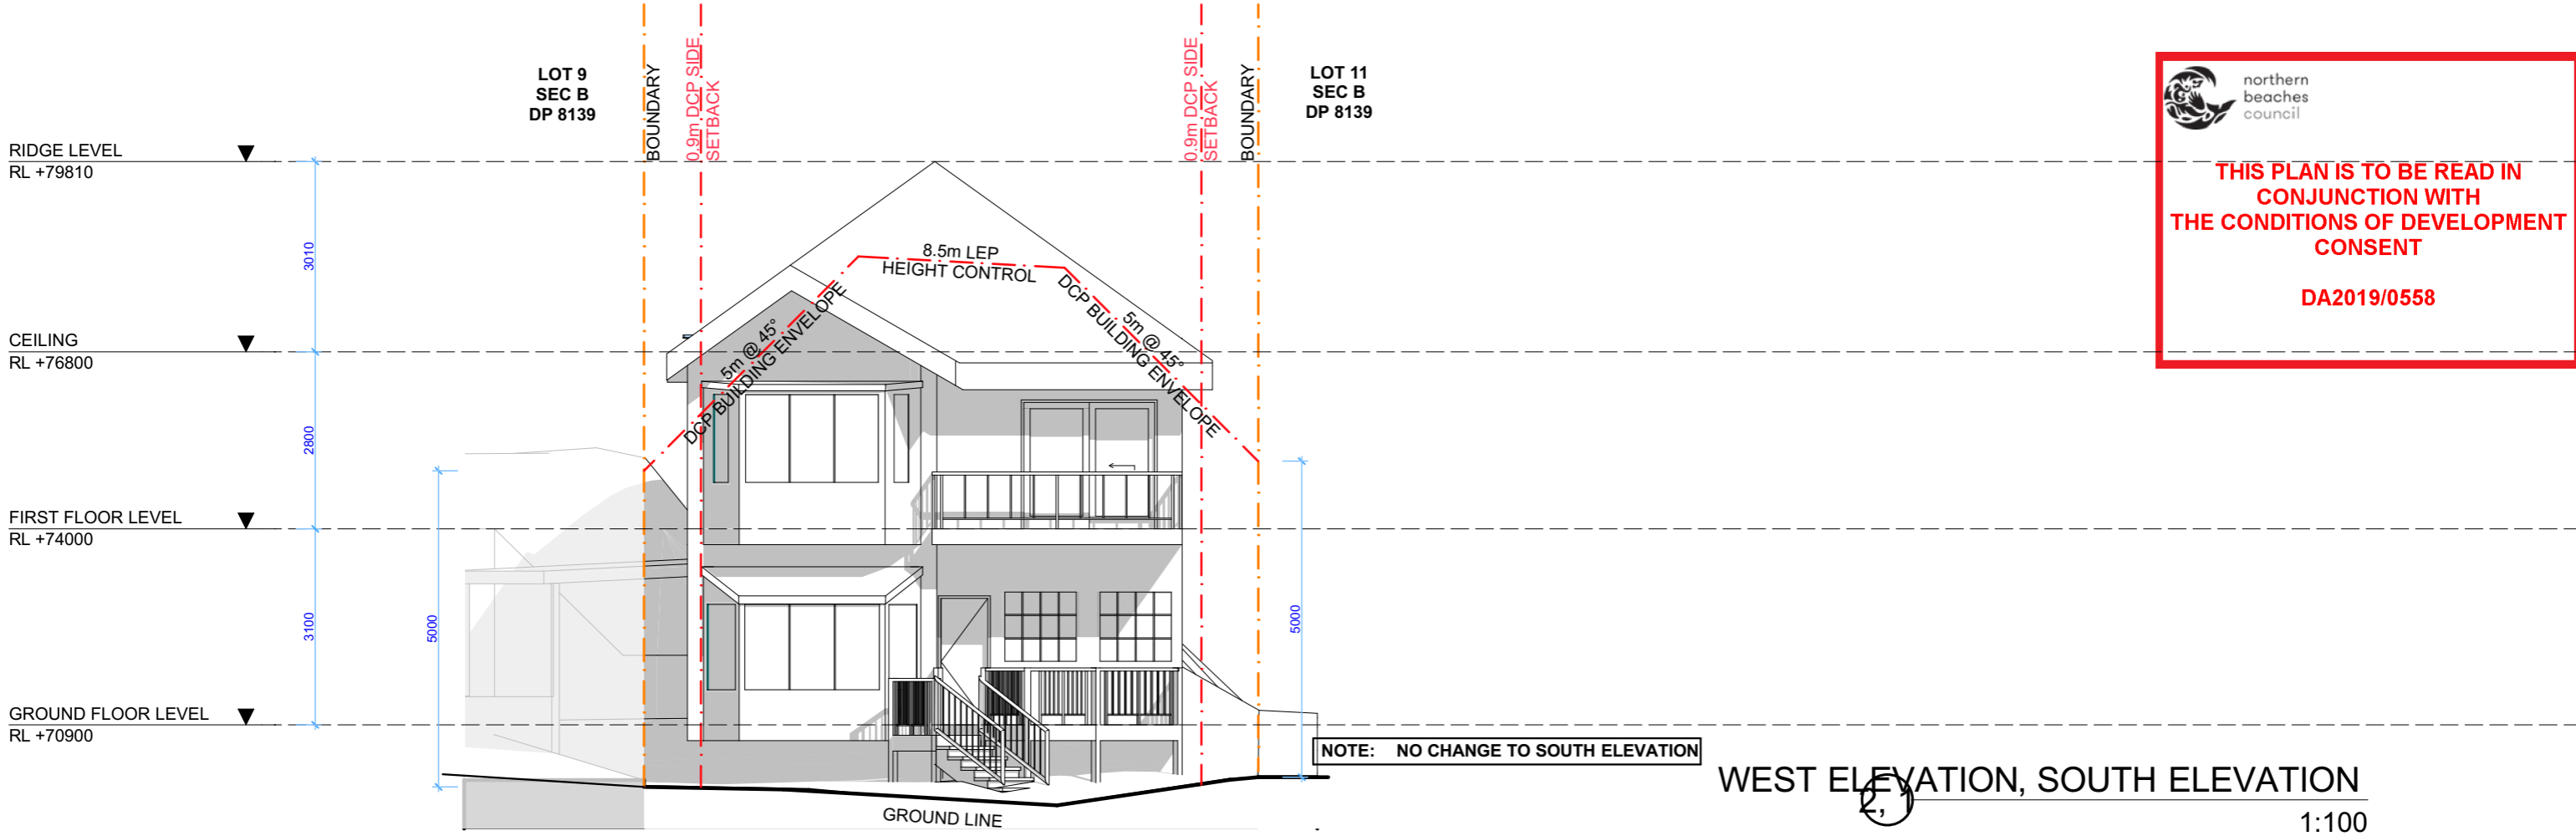 LOT 9
SEC B
DP 8139
BOUNDARY
0.9m DCP SIDE
SETBACK
0.9m DCP SIDE
SETBACK
BOUNDARY
LOT 11
SEC B
DP 8139
northern
beaches
council
THIS PLAN IS TO BE READ IN
CONJUNCTION WITH
THE CONDITIONS OF DEVELOPMENT
CONSENT
DA2019/0558
RIDGE LEVEL
RL +79810
3010
8.5m LEP
HEIGHT CONTROL
5m @ 45°
DCP BUILDING ENVELOPE
5m @ 45°
DCP BUILDING ENVELOPE
CEILING
RL +76800
2800
FIRST FLOOR LEVEL
RL +74000
3100
5000
5000
GROUND FLOOR LEVEL
RL +70900
NOTE: NO CHANGE TO SOUTH ELEVATION
GROUND LINE
WEST ELEVATION, SOUTH ELEVATION
2, 1
1:100